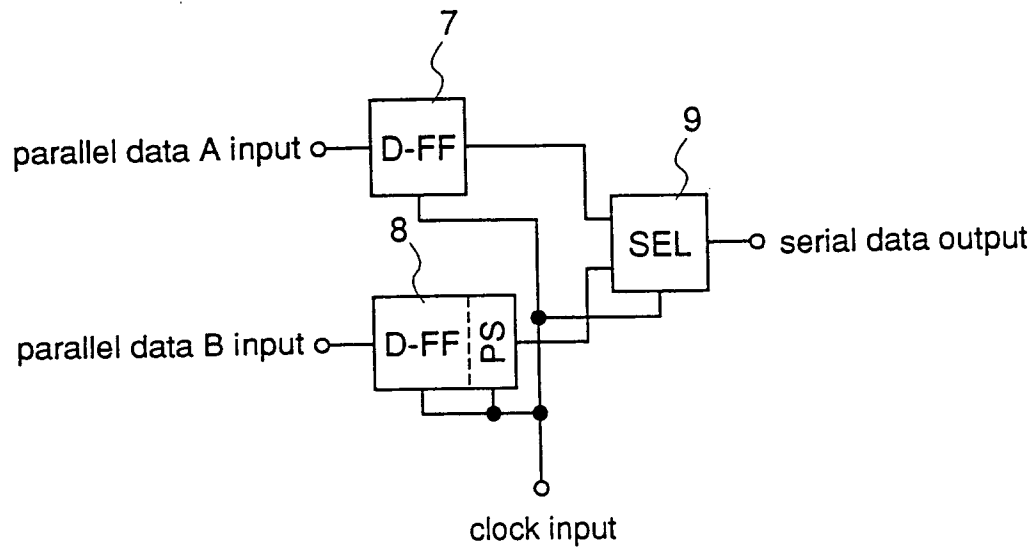 7
parallel data A input
D-FF
9
8
SEL
serial data output
parallel data B input
D-FF
PS
clock input